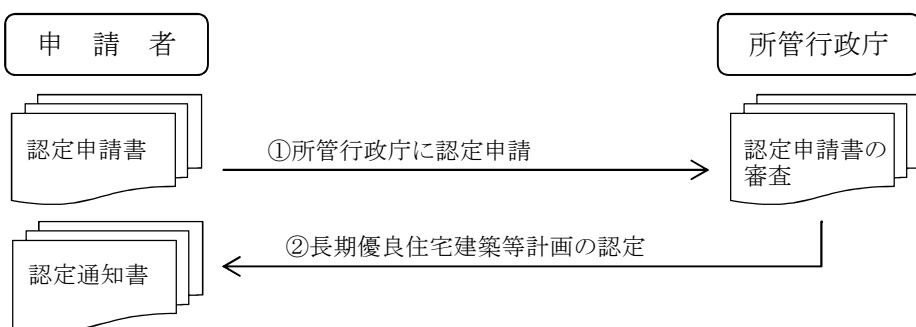 申 請 者
所管行政庁
認定申請書
①所管行政庁に認定申請
認定申請書の
審査
②長期優良住宅建築等計画の認定
認定通知書